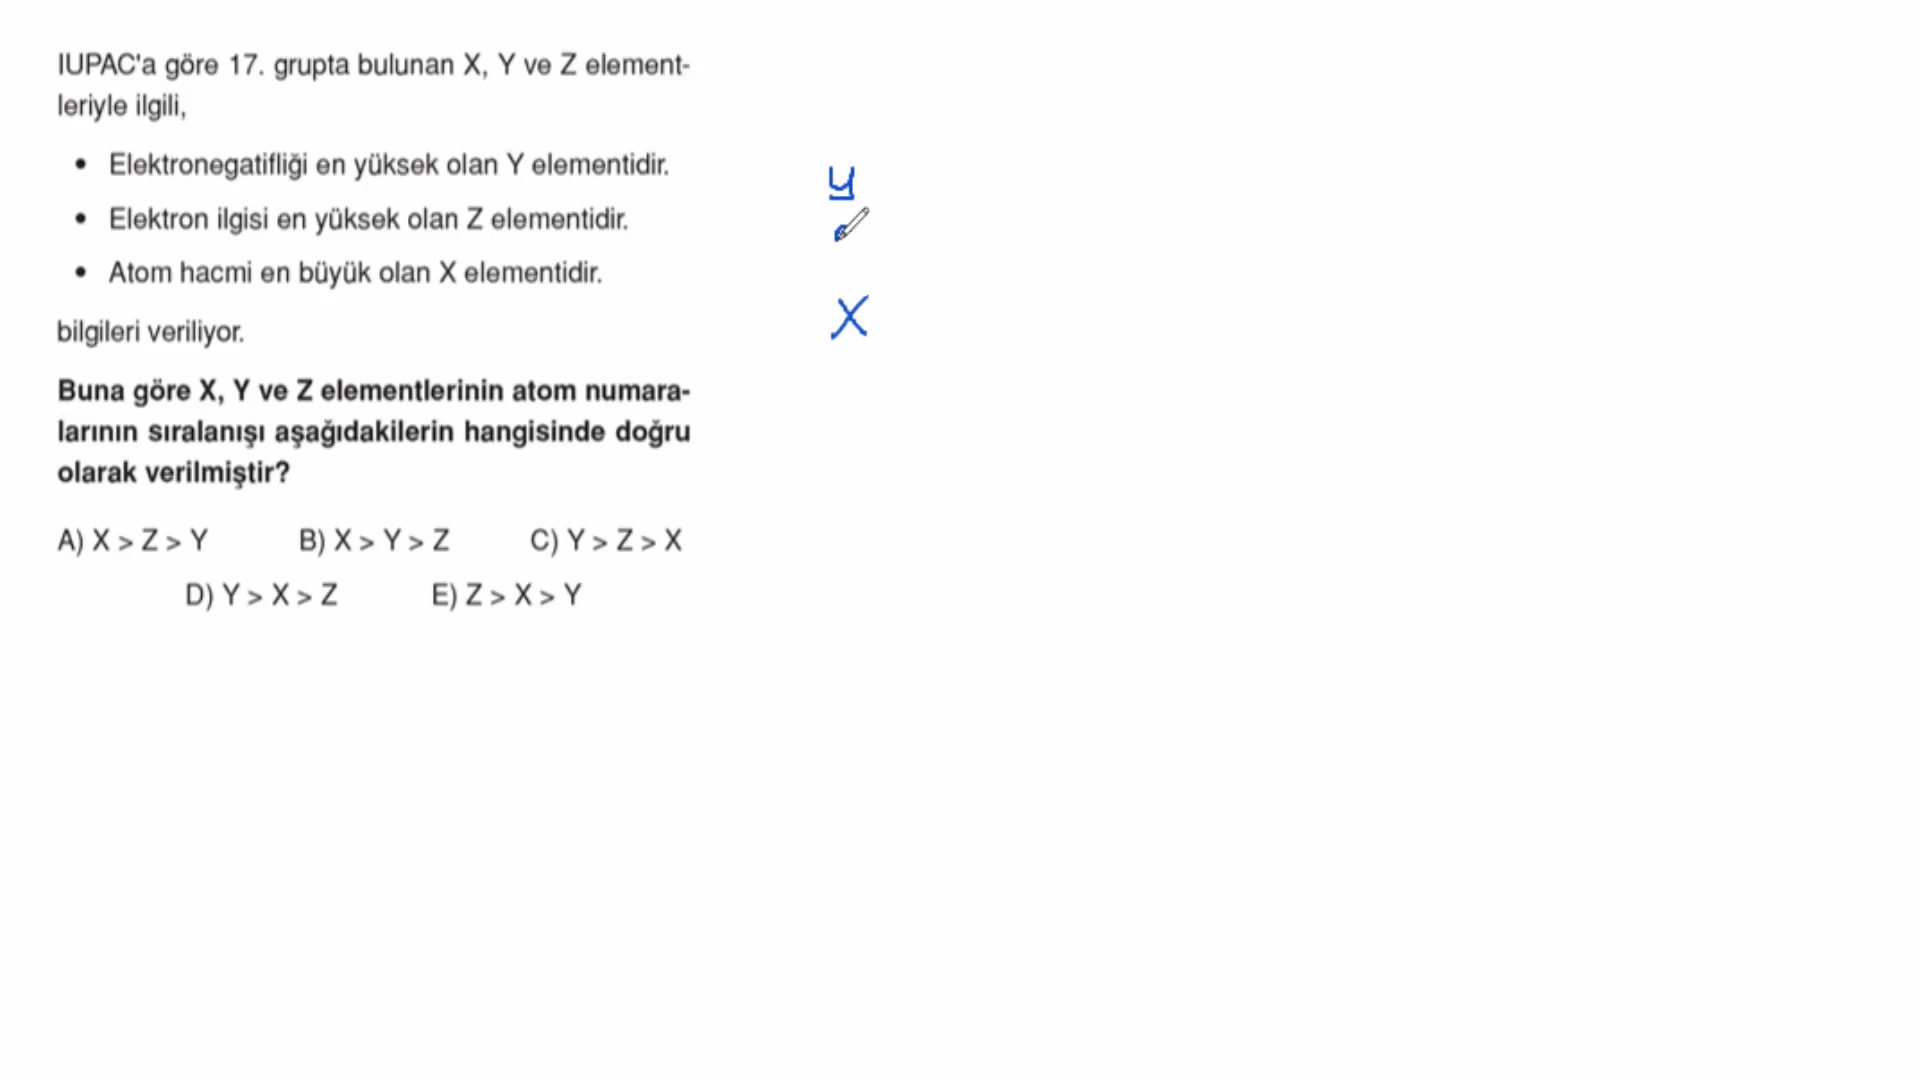 IUPAC'a göre 17. grupta bulunan X, Y ve Z element-
leriyle ilgili,
• Elektronegatifliği en yüksek olan Y elementidir.
• Elektron ilgisi en yüksek olan Z elementidir.
• Atom hacmi en büyük olan X elementidir.
bilgileri veriliyor.
Buna göre X, Y ve Z elementlerinin atom numara-
larının sıralanışı aşağıdakilerin hangisinde doğru
olarak verilmiştir?
A) X > Z > Y B) X > Y > Z C) Y > Z > X
D) Y > X > Z E) Z > X > Y
y
X